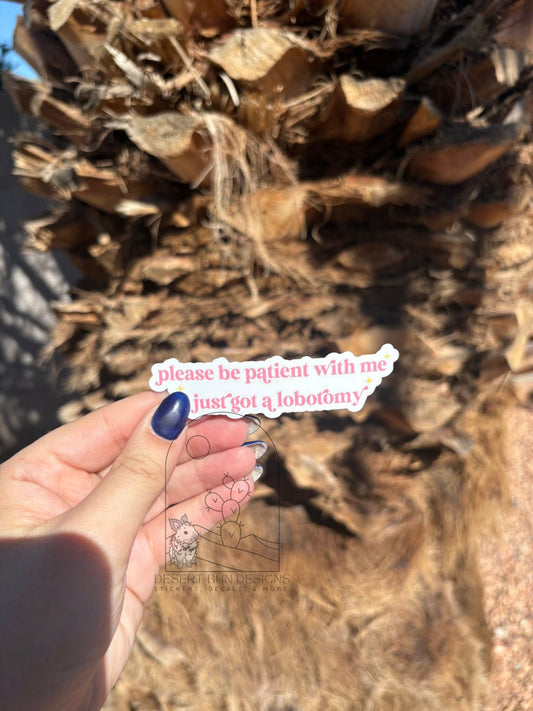 please be patient with me
just got a lobotomy
DESERT BUN DESIGNS
STICKERS, DECALS & MORE!